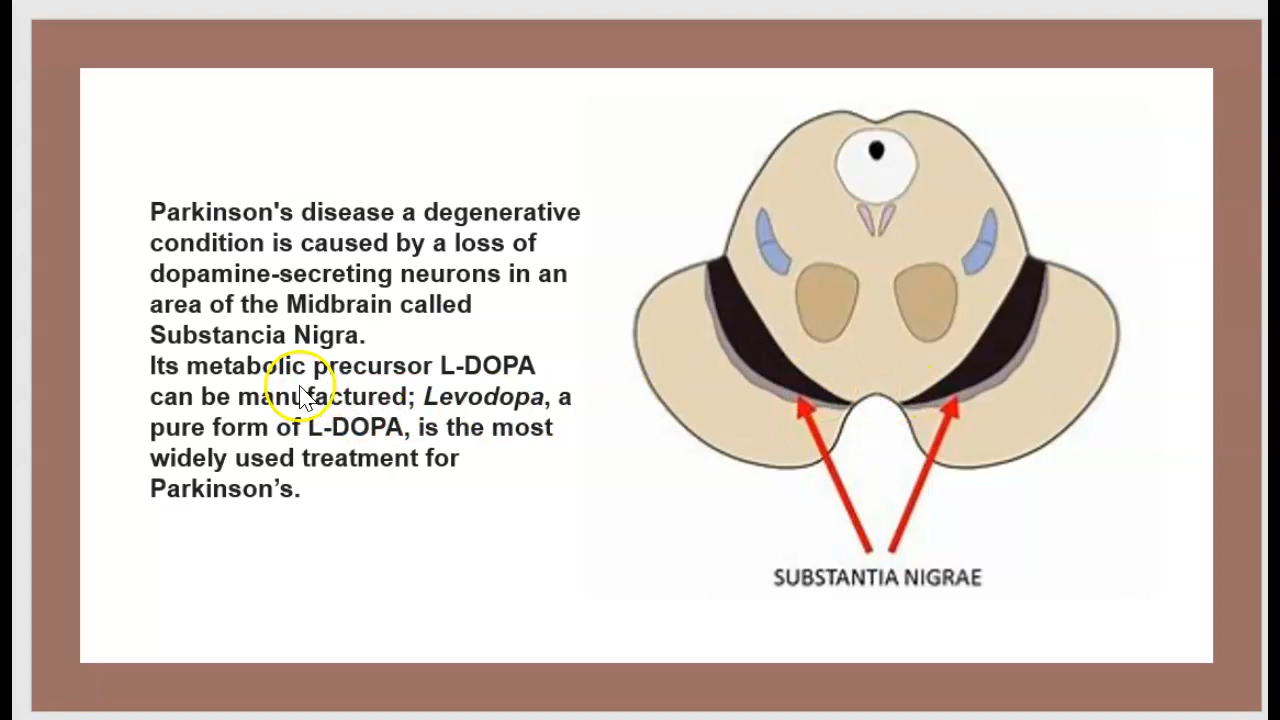 Parkinson's disease a degenerative
condition is caused by a loss of
dopamine-secreting neurons in an
area of the Midbrain called
Substancia Nigra.
Its metabolic precursor L-DOPA
can be manufactured; Levodopa, a
pure form of L-DOPA, is the most
widely used treatment for
Parkinson’s.
SUBSTANTIA NIGRAE